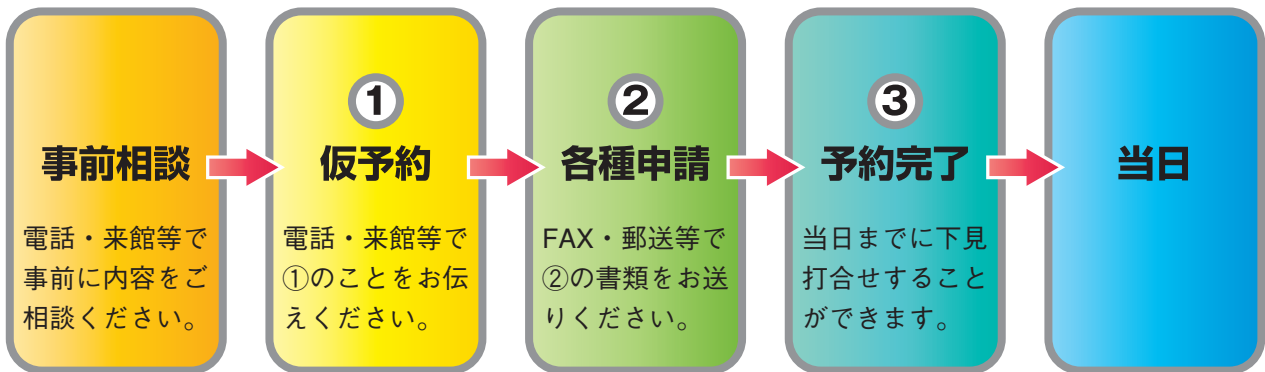 事前相談
電話・来館等で
事前に内容をご
相談ください。
①
仮予約
電話・来館等で
①のことをお伝
えください。
②
各種申請
FAX・郵送等で
②の書類をお送
りください。
③
予約完了
当日までに下見
打合せすること
ができます。
当日